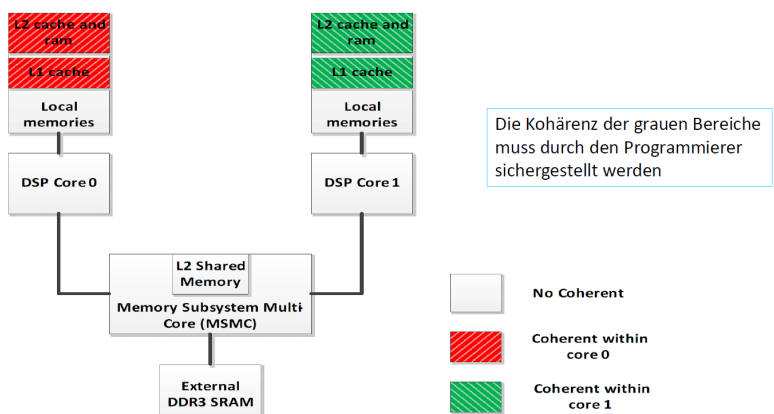 L2 cache and
ram
L1 cache
Local
memories
DSP Core 0
L2 cache and
ram
L1 cache
Local
memories
DSP Core 1
Die Kohärenz der grauen Bereiche
muss durch den Programmierer
sichergestellt werden
L2 Shared
Memory
Memory Subsystem Multi-
Core (MSMC)
External
DDR3 SRAM
No Coherent
Coherent within
core 0
Coherent within
core 1